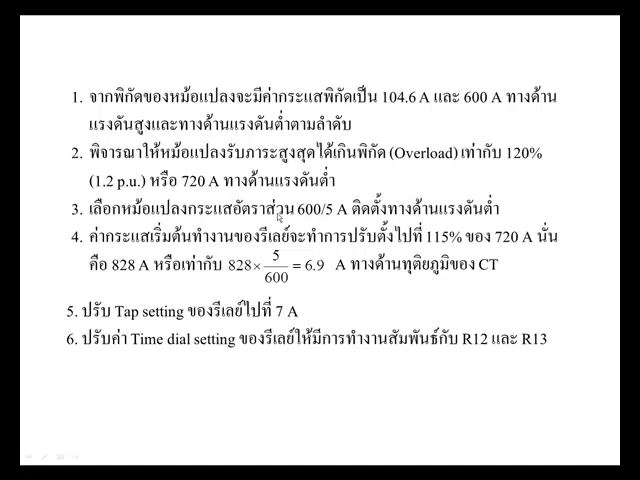 1. จากพิกัดของหม้อแปลงจะมีค่ากระแสพิกัดเป็น 104.6 A และ 600 A ทางด้าน
แรงดันสูงและทางด้านแรงดันต่ำตามลำดับ
2. พิจารณาให้หม้อแปลงรับภาระสูงสุดได้เกินพิกัด (Overload) เท่ากับ 120%
(1.2 p.u.) หรือ 720 A ทางด้านแรงดันต่ำ
3. เลือกหม้อแปลงกระแสอัตราส่วน 600/5 A ติดตั้งทางด้านแรงดันต่ำ
4. ค่ากระแสเริ่มต้นทำงานของรีเลย์จะทำการปรับตั้งไปที่ 115% ของ 720 A นั่น
คือ 828 A หรือเท่ากับ 828 × 5/600 = 6.9 A ทางด้านทุติยภูมิของ CT
5. ปรับ Tap setting ของรีเลย์ไปที่ 7 A
6. ปรับค่า Time dial setting ของรีเลย์ให้มีการทำงานสัมพันธ์กับ R12 และ R13